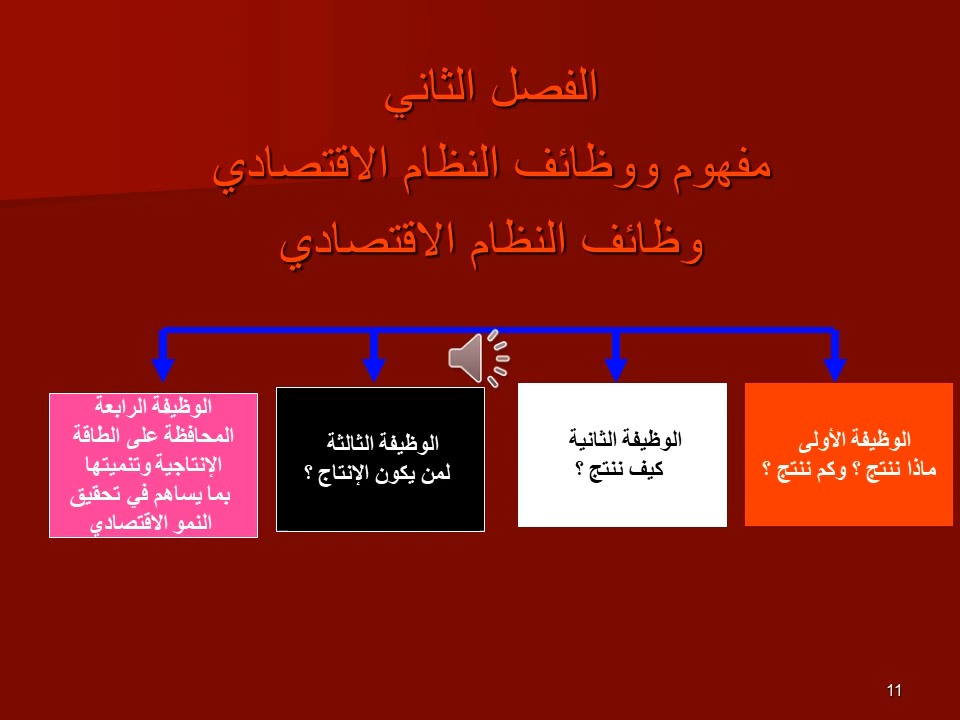 الفصل الثاني
مفهوم ووظائف النظام الاقتصادي
وظائف النظام الاقتصادي
الوظيفة الأولى
ماذا ننتج ؟ وكم ننتج ؟
الوظيفة الثانية
كيف ننتج ؟
الوظيفة الثالثة
لمن يكون الإنتاج ؟
الوظيفة الرابعة
المحافظة على الطاقة
الإنتاجية وتنميتها
بما يساهم في تحقيق
النمو الاقتصادي
11